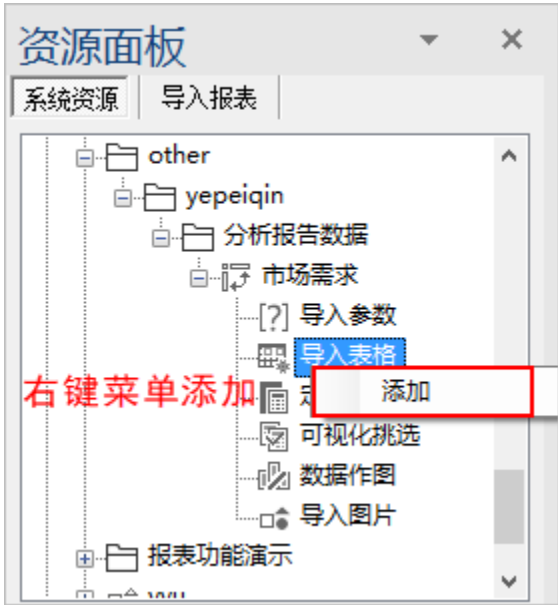 资源面板
系统资源 导入报表
other
yepeiqin
分析报告数据
市场需求
[?] 导入参数
导入表格
右键菜单添加
添加
可视化挑选
数据作图
导入图片
报表功能演示